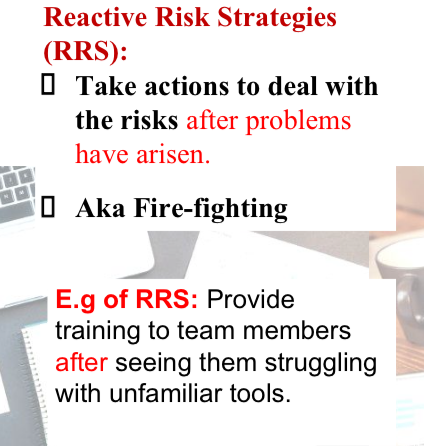 Reactive Risk Strategies
(RRS):
▯ Take actions to deal with
the risks after problems
have arisen.
▯ Aka Fire-fighting
E.g of RRS: Provide
training to team members
after seeing them struggling
with unfamiliar tools.